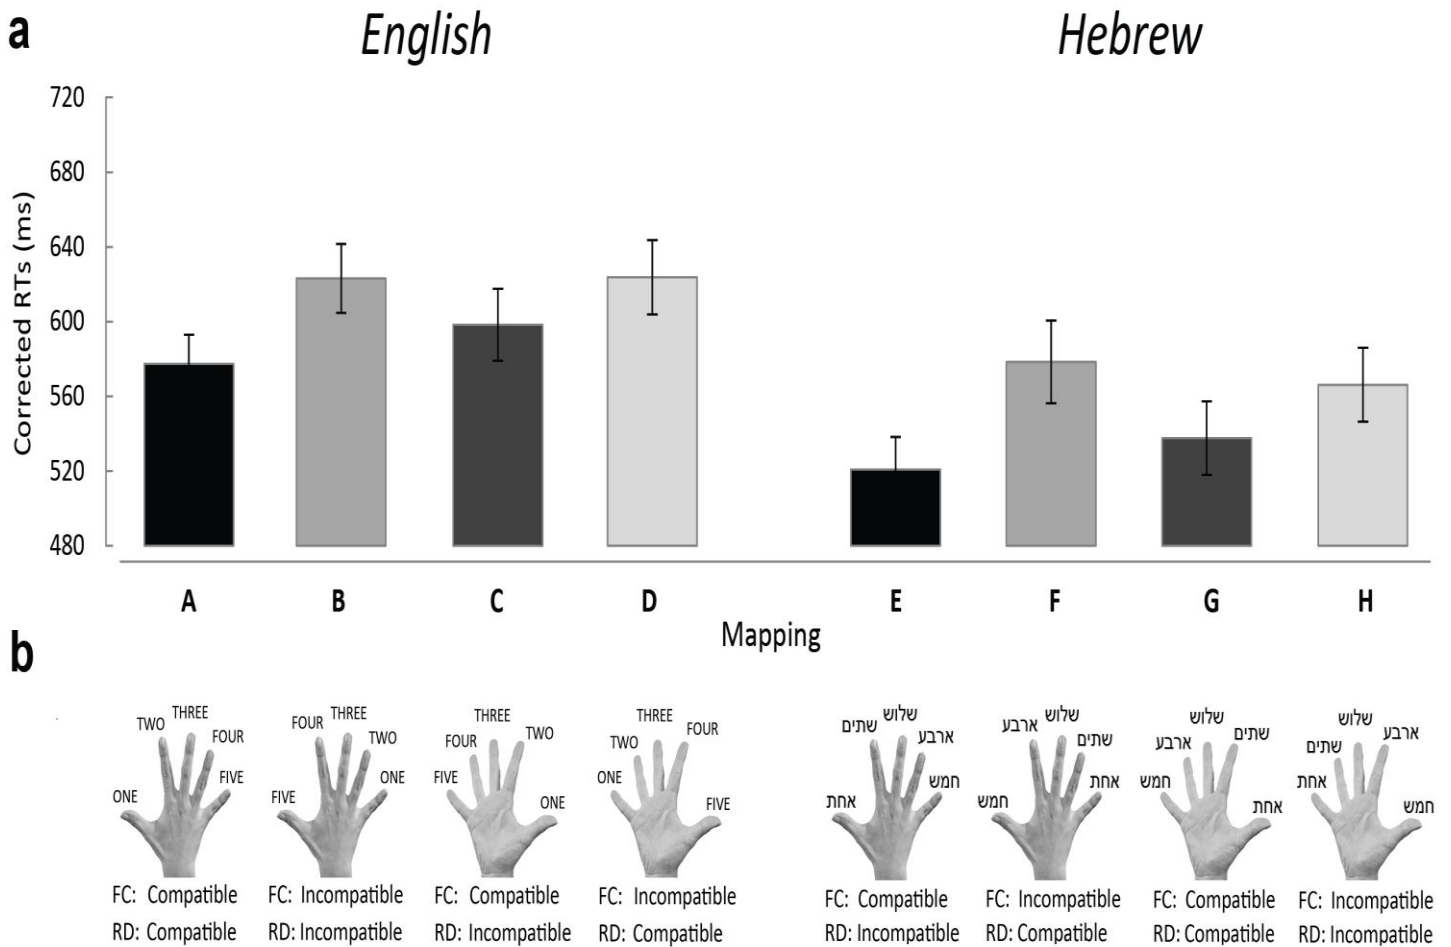 a
English
Hebrew
Corrected RTs (ms)
720
680
640
600
560
520
480
A B C D E F G H
Mapping
b
ONE TWO THREE FOUR FIVE
FIVE FOUR THREE TWO ONE
FIVE FOUR THREE TWO ONE
ONE TWO THREE FOUR FIVE
אחת שתים שלוש ארבע חמש
חמש ארבע שלוש שתים אחת
חמש ארבע שלוש שתים אחת
אחת שתים שלוש ארבע חמש
FC: Compatible FC: Incompatible FC: Compatible FC: Incompatible FC: Compatible FC: Incompatible FC: Compatible FC: Incompatible
RD: Compatible RD: Incompatible RD: Incompatible RD: Compatible RD: Incompatible RD: Compatible RD: Compatible RD: Incompatible